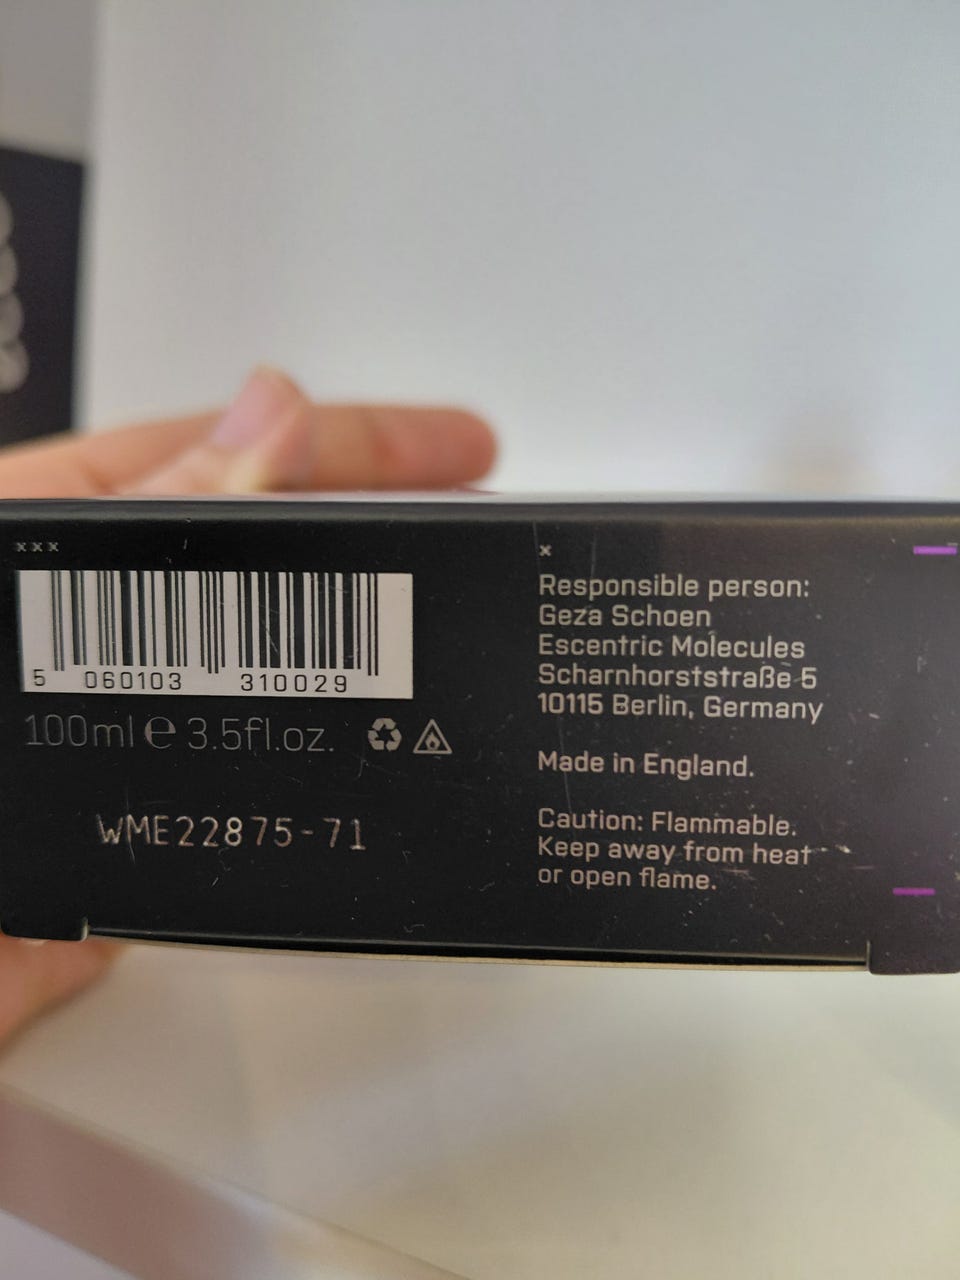 xxx
5 060103 310029
100ml ℮ 3.5fl.oz.
WME22875-71
x
Responsible person:
Geza Schoen
Escentric Molecules
Scharnhorststraße 5
10115 Berlin, Germany
Made in England.
Caution: Flammable.
Keep away from heat
or open flame.